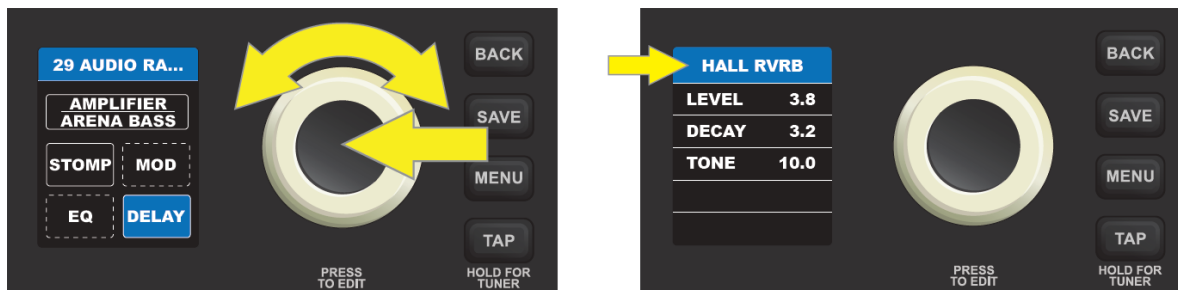 29 AUDIO RA...
AMPLIFIER
ARENA BASS
STOMP
MOD
EQ
DELAY
BACK
SAVE
MENU
TAP
PRESS
TO EDIT
HOLD FOR
TUNER
HALL RVRB
LEVEL 3.8
DECAY 3.2
TONE 10.0
BACK
SAVE
MENU
TAP
PRESS
TO EDIT
HOLD FOR
TUNER